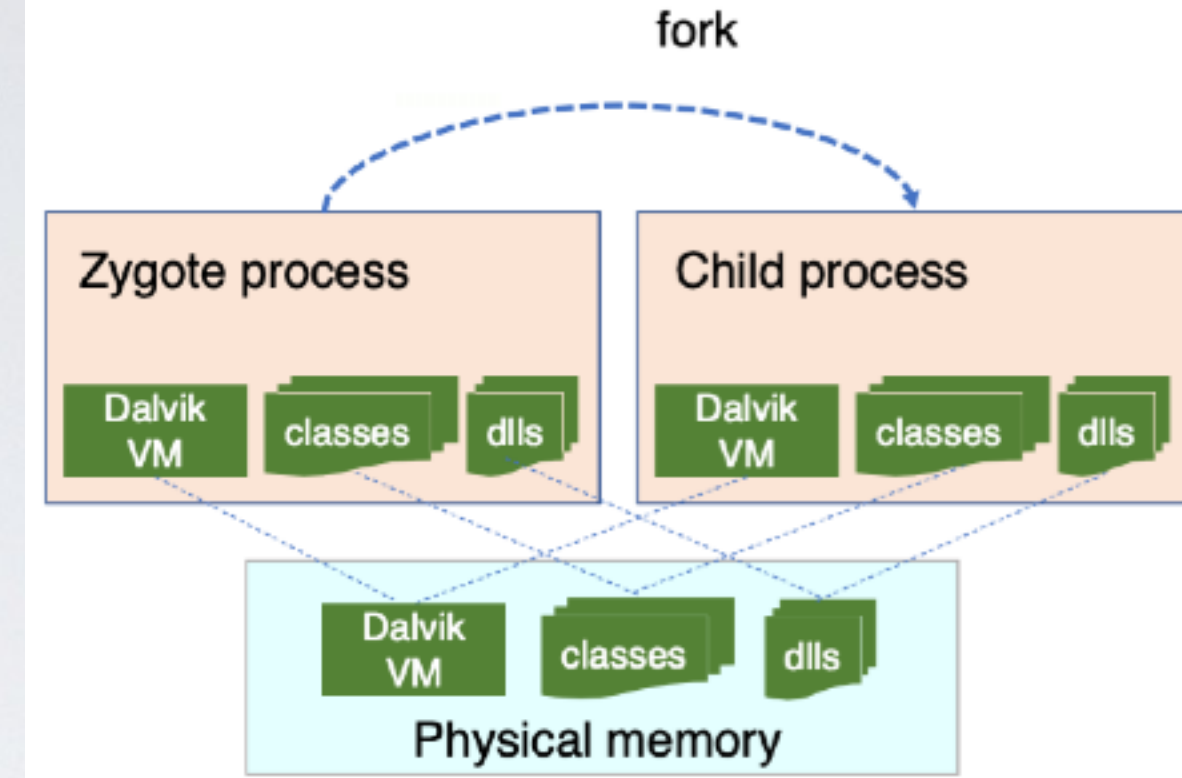 fork
Zygote process
Child process
Dalvik
VM
classes
dlls
Dalvik
VM
classes
dlls
Dalvik
VM
classes
dlls
Physical memory